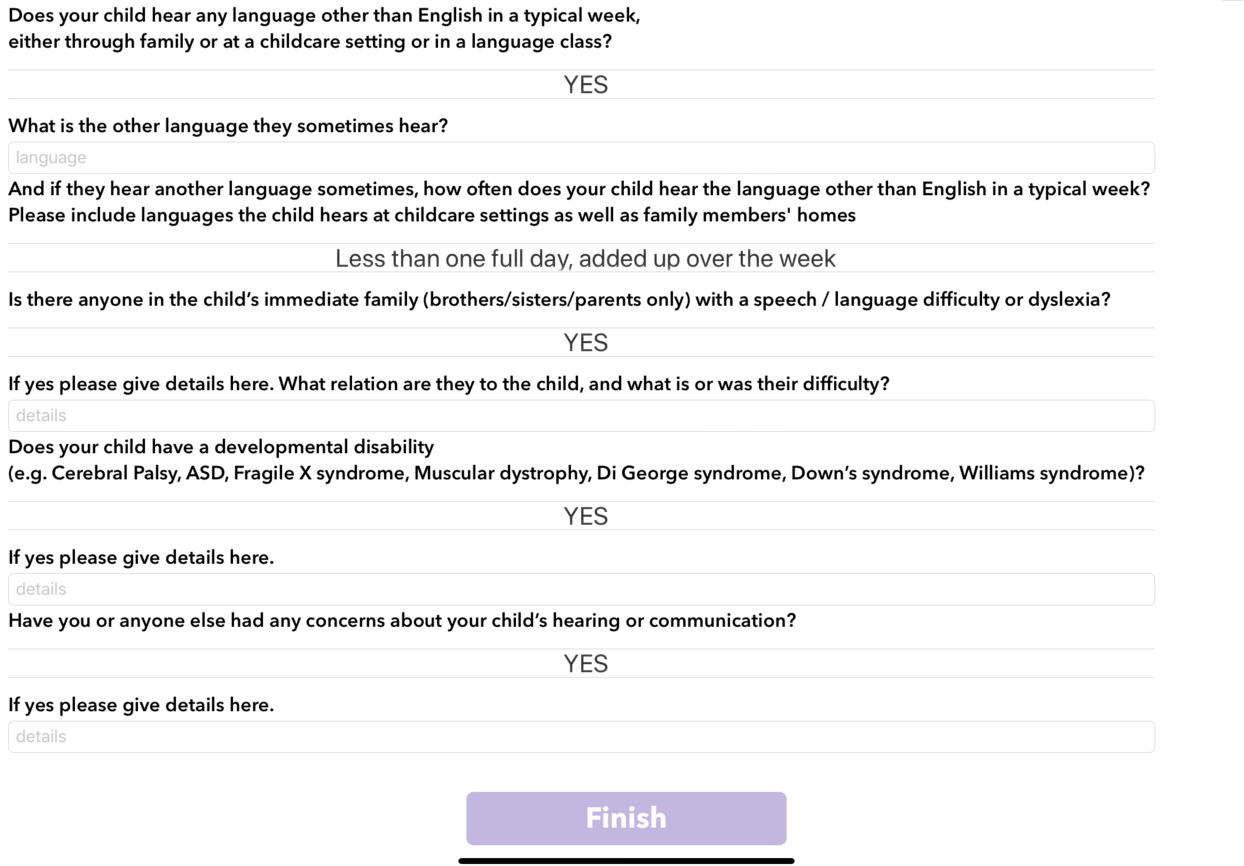 Does your child hear any language other than English in a typical week,
either through family or at a childcare setting or in a language class?
YES
What is the other language they sometimes hear?
language
And if they hear another language sometimes, how often does your child hear the language other than English in a typical week?
Please include languages the child hears at childcare settings as well as family members' homes
Less than one full day, added up over the week
Is there anyone in the child’s immediate family (brothers/sisters/parents only) with a speech / language difficulty or dyslexia?
YES
If yes please give details here. What relation are they to the child, and what is or was their difficulty?
details
Does your child have a developmental disability
(e.g. Cerebral Palsy, ASD, Fragile X syndrome, Muscular dystrophy, Di George syndrome, Down’s syndrome, Williams syndrome)?
YES
If yes please give details here.
details
Have you or anyone else had any concerns about your child’s hearing or communication?
YES
If yes please give details here.
details
Finish